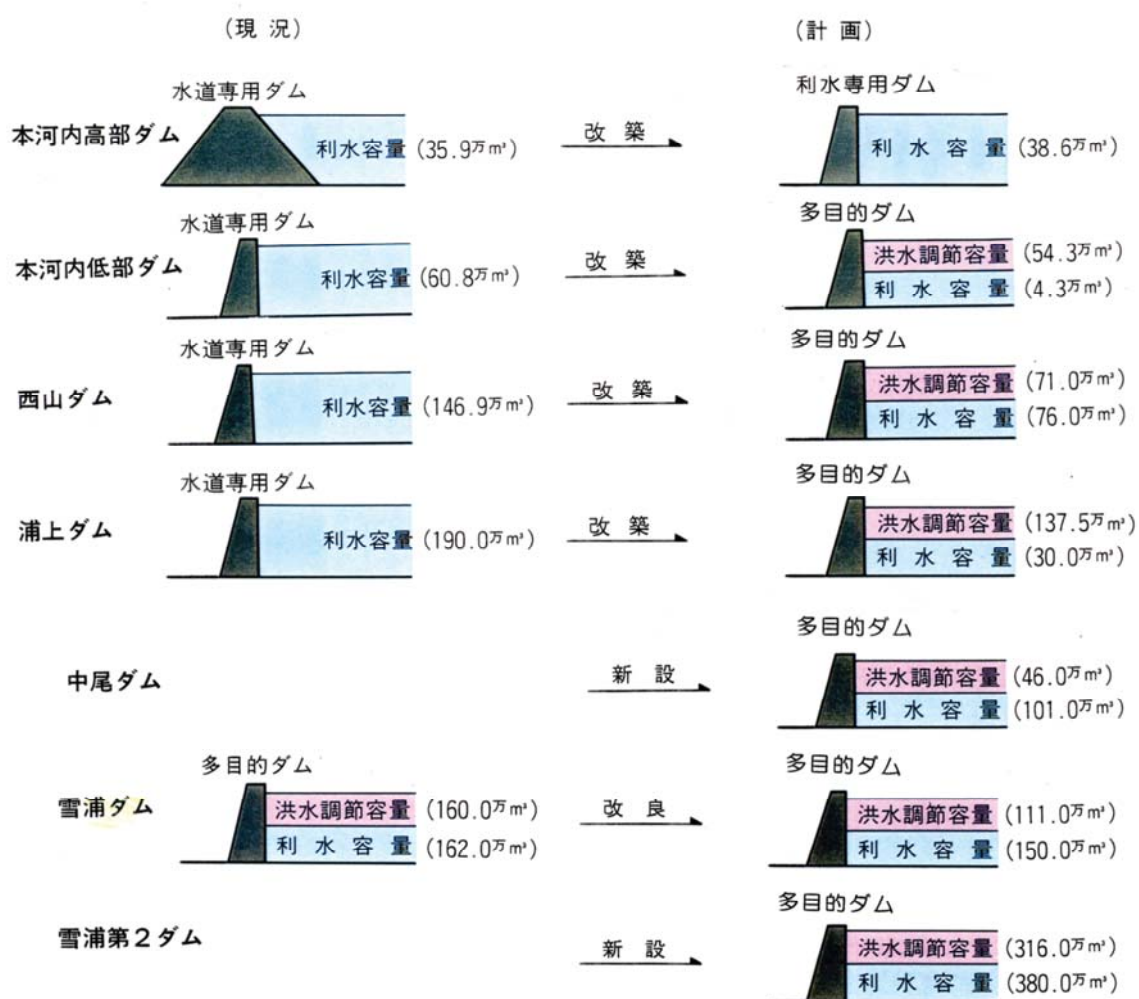 (現 況)
(計 画)
水道専用ダム
利水専用ダム
本河内高部ダム
利水容量 (35.9万m³)
改 築
利 水 容 量 (38.6万m³)
水道専用ダム
多目的ダム
本河内低部ダム
利水容量 (60.8万m³)
改 築
洪水調節容量 (54.3万m³)
利 水 容 量 (4.3万m³)
水道専用ダム
多目的ダム
西山ダム
利水容量 (146.9万m³)
改 築
洪水調節容量 (71.0万m³)
利 水 容 量 (76.0万m³)
水道専用ダム
多目的ダム
浦上ダム
利水容量 (190.0万m³)
改 築
洪水調節容量 (137.5万m³)
利 水 容 量 (30.0万m³)
多目的ダム
中尾ダム
新 設
洪水調節容量 (46.0万m³)
利 水 容 量 (101.0万m³)
多目的ダム
多目的ダム
雪浦ダム
洪水調節容量 (160.0万m³)
利 水 容 量 (162.0万m³)
改 良
洪水調節容量 (111.0万m³)
利 水 容 量 (150.0万m³)
多目的ダム
雪浦第2ダム
新 設
洪水調節容量 (316.0万m³)
利 水 容 量 (380.0万m³)